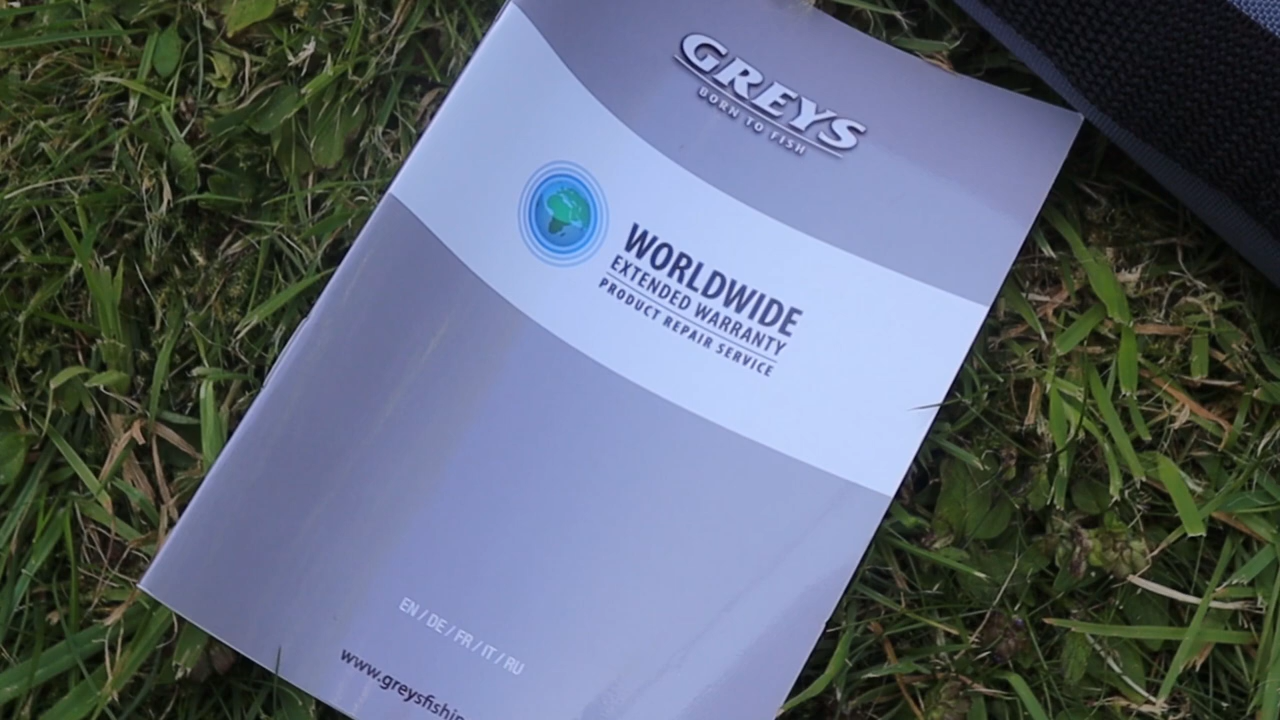 GREYS
BORN TO FISH
WORLDWIDE
EXTENDED WARRANTY
PRODUCT REPAIR SERVICE
EN / DE / FR / IT / RU